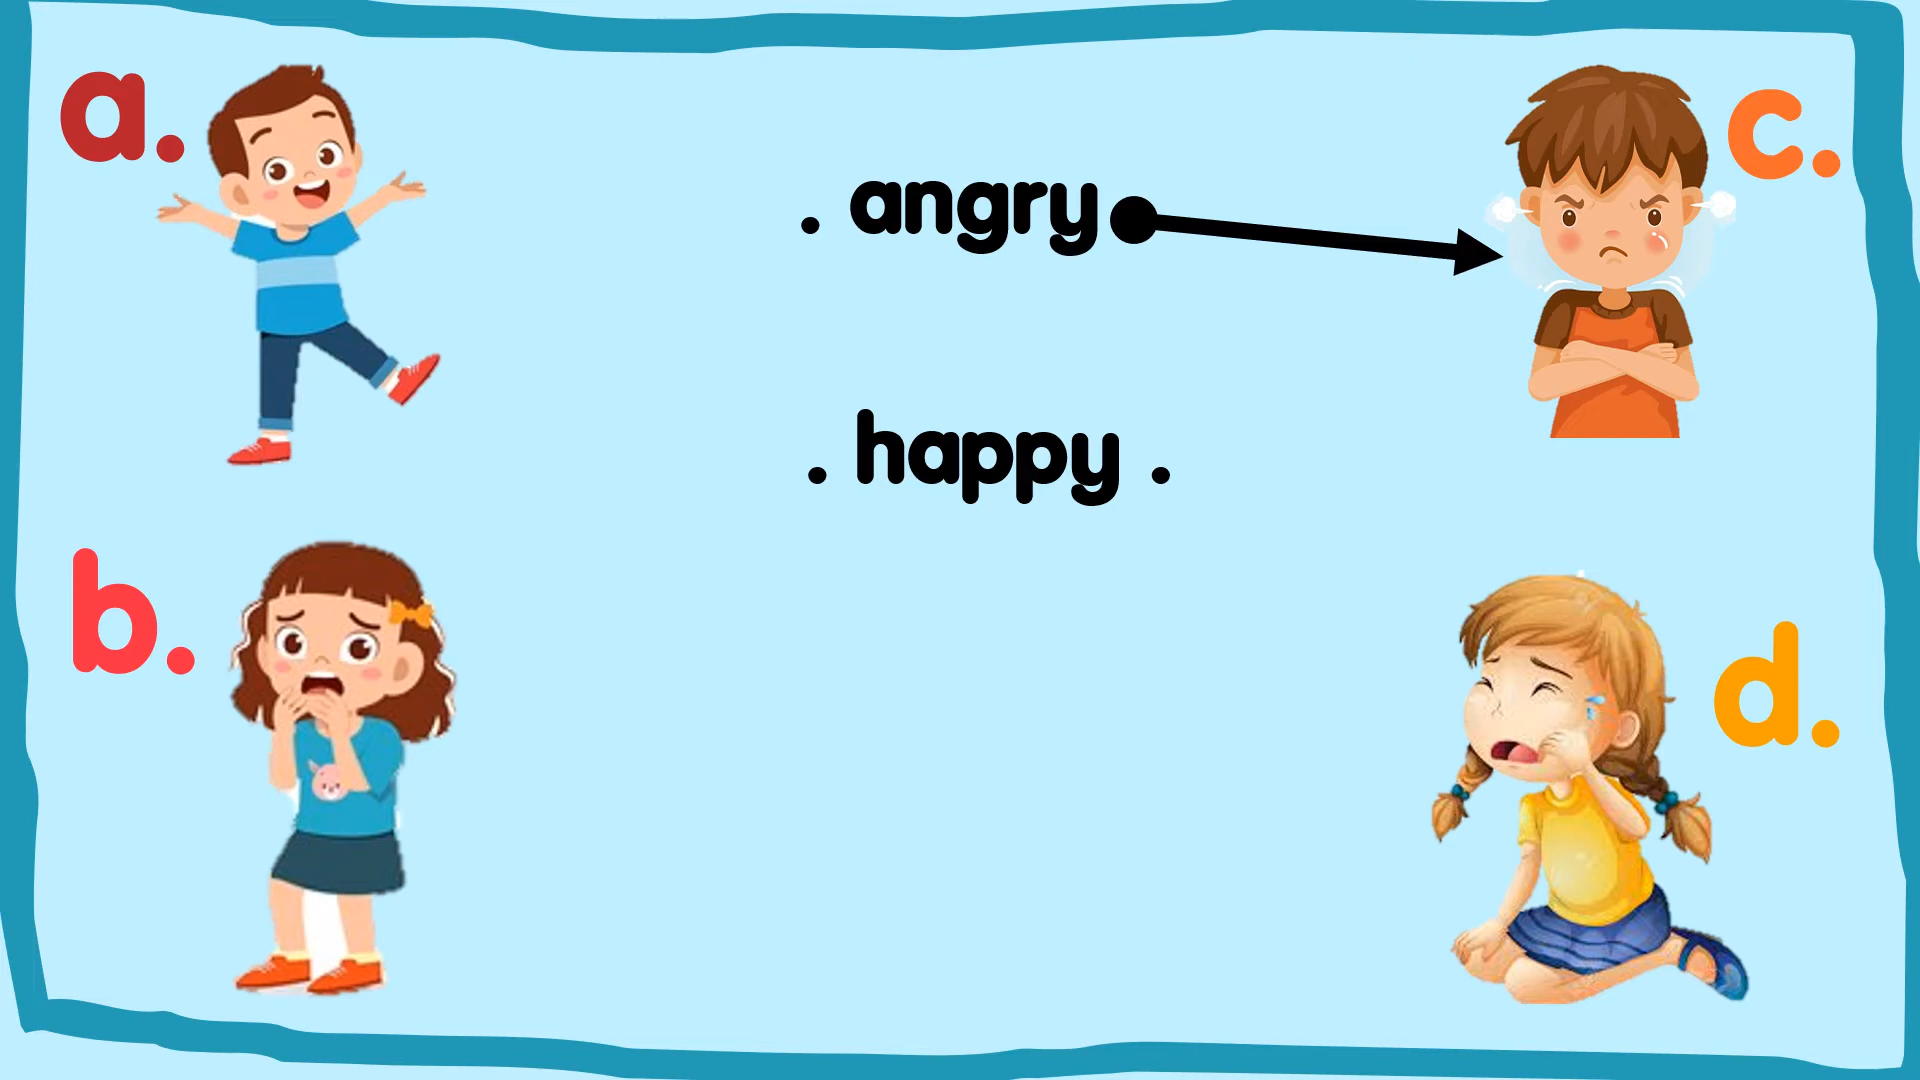 a.
c.
. angry
. happy .
b.
d.